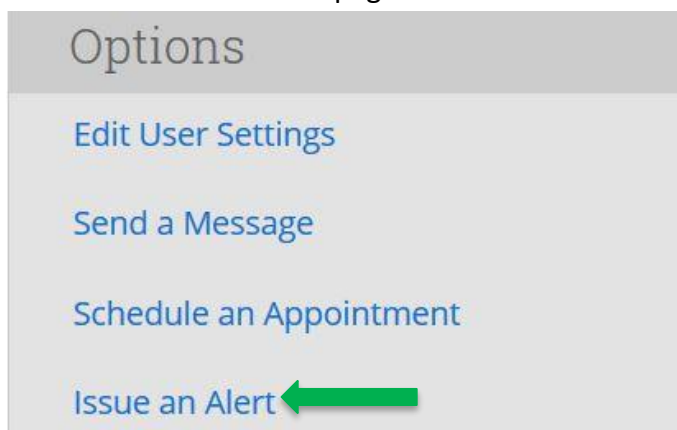 Options
Edit User Settings
Send a Message
Schedule an Appointment
Issue an Alert